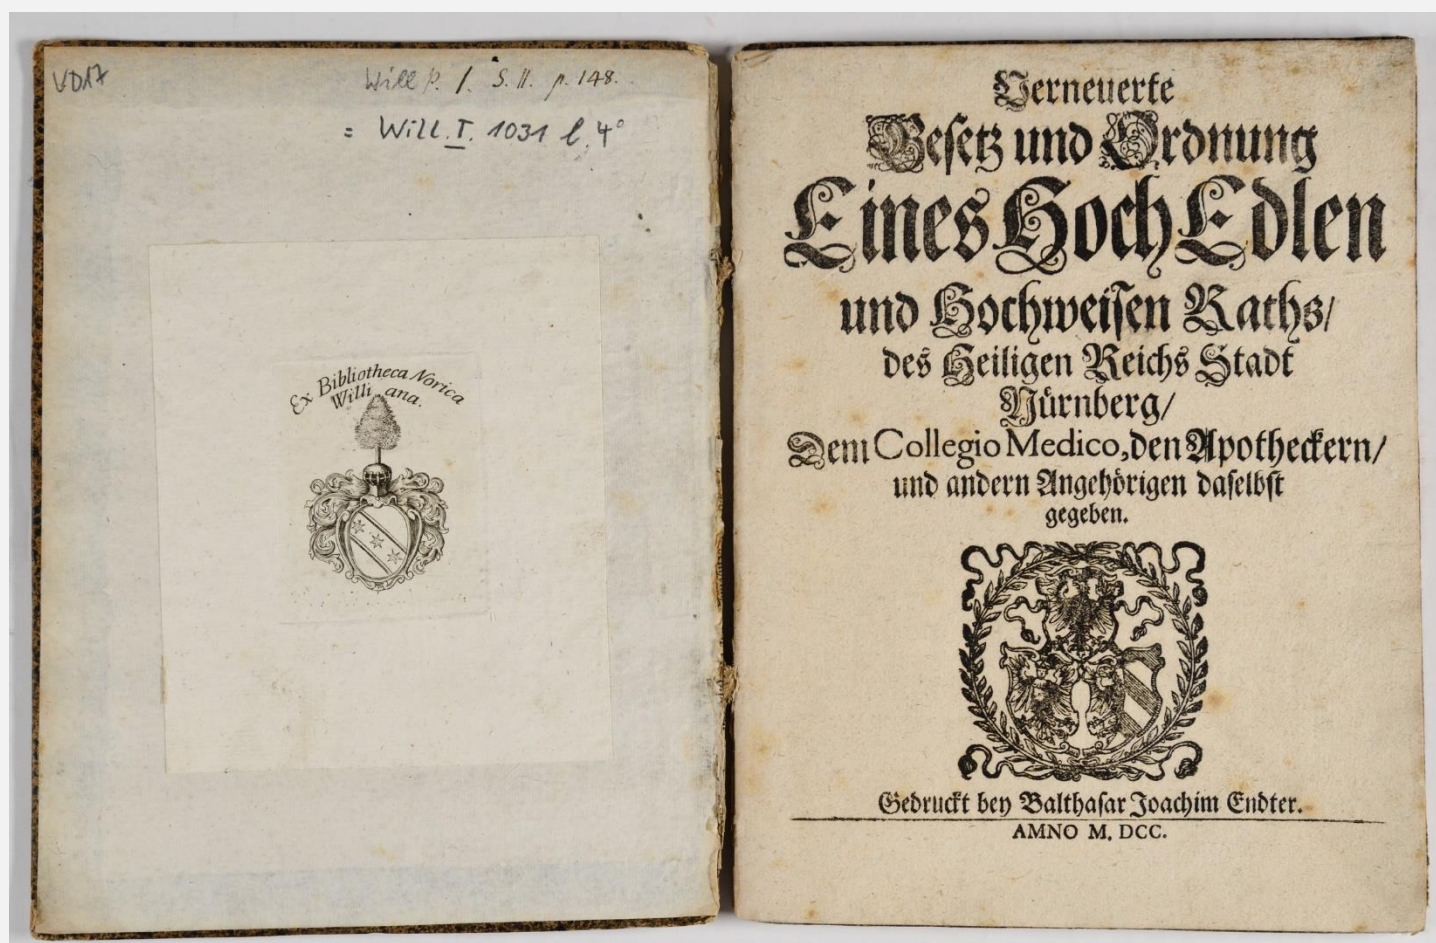 VD17
Will P. I. S. II. p. 148.
= Will. I. 1031 l. 4°
Ex Bibliotheca Norica
Williana.
Verneuerte
Gesetz und Ordnung
Eines Hoch Edlen
und Hochweisen Raths/
des Heiligen Reichs Stadt
Nürnberg/
Dem Collegio Medico, den Apotheckern/
und andern Angehörigen daselbst
gegeben.
Gedruckt bey Balthasar Joachim Endter.
AMNO M. DCC.